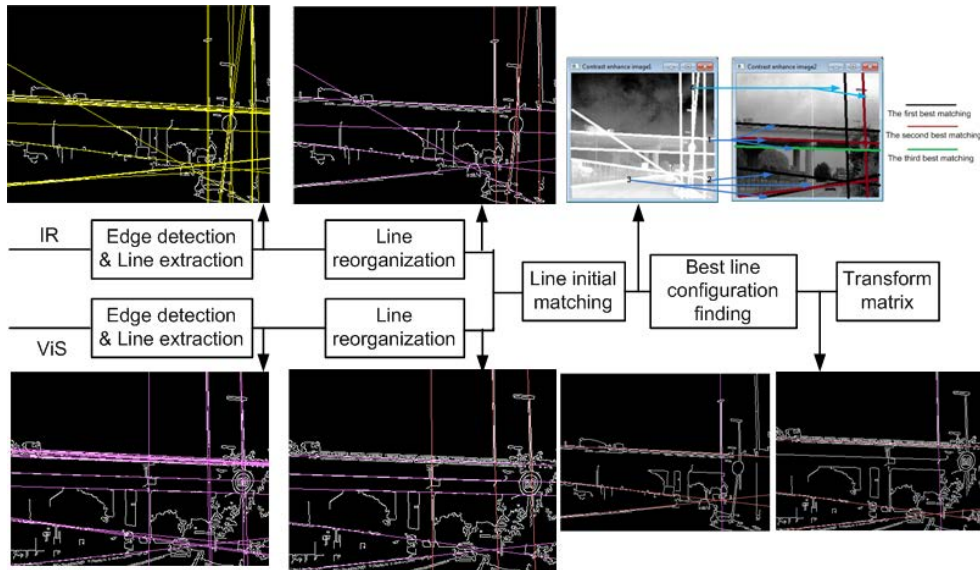 Contrast enhance image1
Contrast enhance image2
The first best matching
The second best matching
The third best matching
1
2
3
IR
Edge detection
& Line extraction
Line
reorganization
Line initial
matching
Best line
configuration
finding
Transform
matrix
ViS
Edge detection
& Line extraction
Line
reorganization